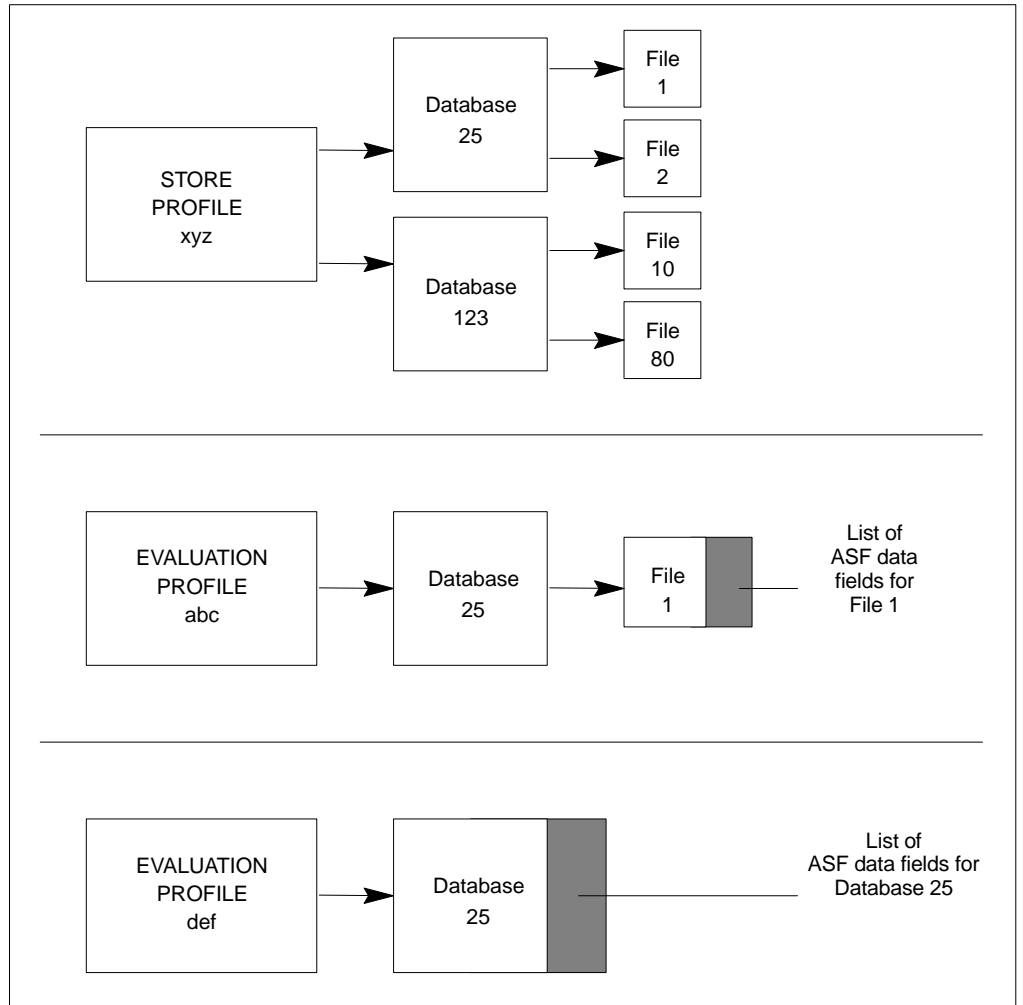 STORE
PROFILE
xyz
Database
25
File
1
File
2
Database
123
File
10
File
80
EVALUATION
PROFILE
abc
Database
25
File
1
List of
ASF data
fields for
File 1
EVALUATION
PROFILE
def
Database
25
List of
ASF data fields for
Database 25